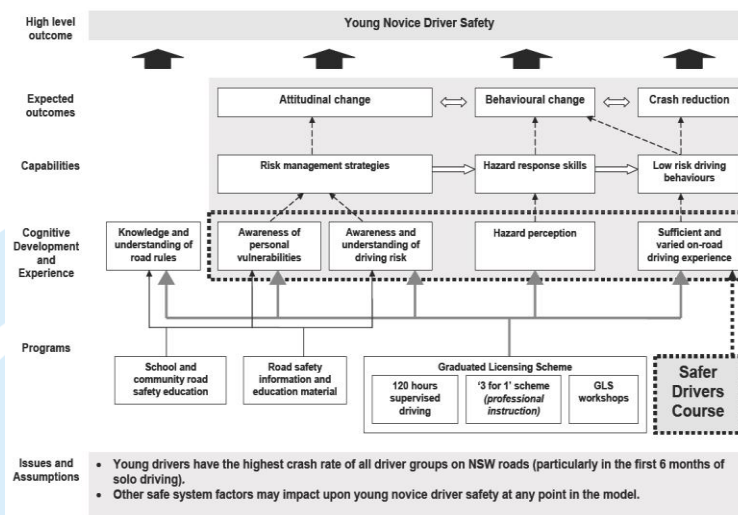 High level
outcome
Young Novice Driver Safety
Expected
outcomes
Attitudinal change
Behavioural change
Crash reduction
Capabilities
Risk management strategies
Hazard response skills
Low risk driving
behaviours
Cognitive
Development
and
Experience
Knowledge and
understanding of
road rules
Awareness of
personal
vulnerabilities
Awareness and
understanding of
driving risk
Hazard perception
Sufficient and
varied on-road
driving experience
Programs
School and
community road
safety education
Road safety
information and
education material
Graduated Licensing Scheme
120 hours
supervised
driving
'3 for 1' scheme
(professional
instruction)
GLS
workshops
Safer
Drivers
Course
Issues and
Assumptions
• Young drivers have the highest crash rate of all driver groups on NSW roads (particularly in the first 6 months of
solo driving).
• Other safe system factors may impact upon young novice driver safety at any point in the model.